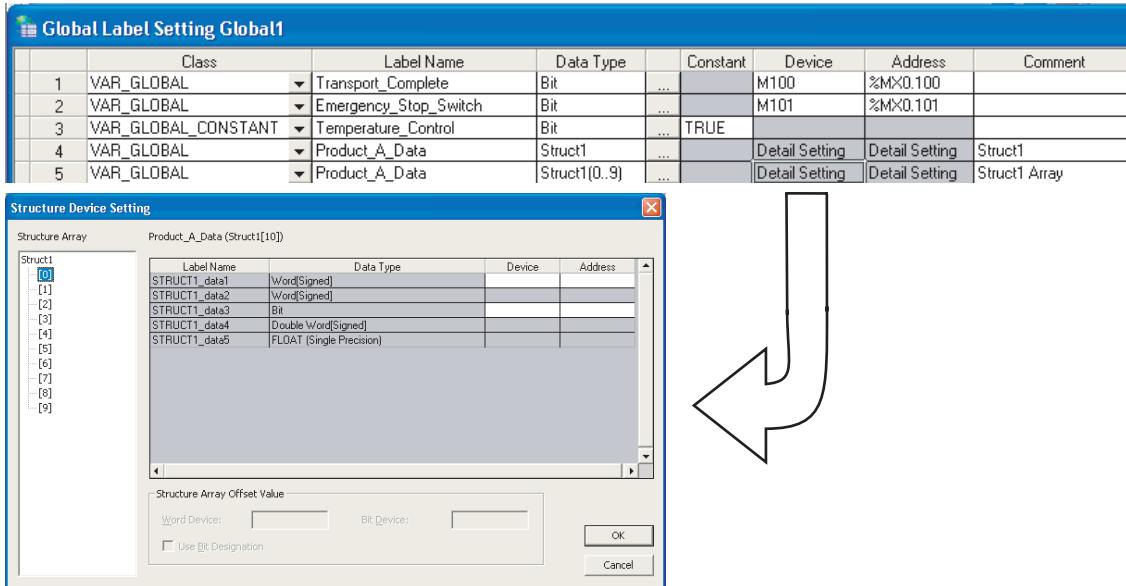 Global Label Setting Global1
Class Label Name Data Type Constant Device Address Comment
1 VAR_GLOBAL Transport_Complete Bit ... M100 %MX0.100
2 VAR_GLOBAL Emergency_Stop_Switch Bit ... M101 %MX0.101
3 VAR_GLOBAL_CONSTANT Temperature_Control Bit ... TRUE
4 VAR_GLOBAL Product_A_Data Struct1 ... Detail Setting Detail Setting Struct1
5 VAR_GLOBAL Product_A_Data Struct1(0..9) ... Detail Setting Detail Setting Struct1 Array
Structure Device Setting
Structure Array Product_A_Data (Struct1[10])
Struct1
[0]
[1]
[2]
[3]
[4]
[5]
[6]
[7]
[8]
[9]
Label Name Data Type Device Address
STRUCT1_data1 Word[Signed]
STRUCT1_data2 Word[Signed]
STRUCT1_data3 Bit
STRUCT1_data4 Double Word[Signed]
STRUCT1_data5 FLOAT (Single Precision)
Structure Array Offset Value
Word Device: Bit Device:
Use Bit Designation
OK
Cancel